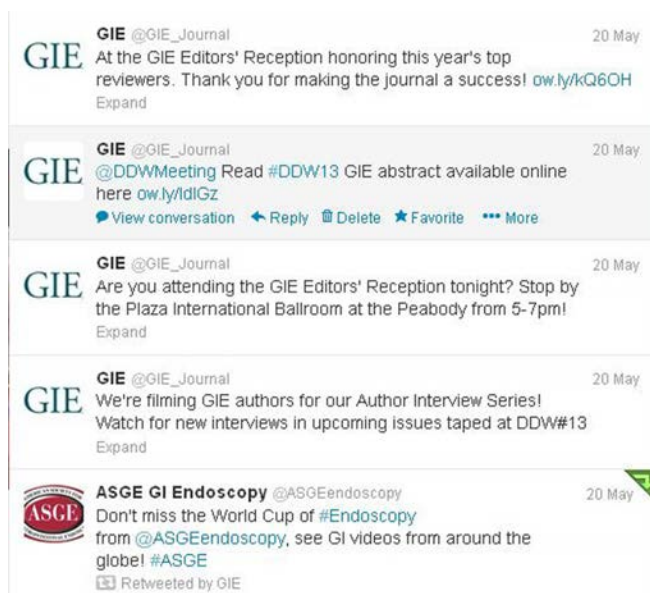 GIE @GIE_Journal 20 May
GIE At the GIE Editors' Reception honoring this year's top
reviewers. Thank you for making the journal a success! ow.ly/kQ6OH
Expand
GIE @GIE_Journal 20 May
GIE @DDWMeeting Read #DDW13 GIE abstract available online
here ow.ly/ldIGz
View conversation Reply Delete Favorite ••• More
GIE @GIE_Journal 20 May
GIE Are you attending the GIE Editors' Reception tonight? Stop by
the Plaza International Ballroom at the Peabody from 5-7pm!
Expand
GIE @GIE_Journal 20 May
GIE We're filming GIE authors for our Author Interview Series!
Watch for new interviews in upcoming issues taped at DDW#13
Expand
ASGE GI Endoscopy @ASGEendoscopy 20 May
ASGE Don't miss the World Cup of #Endoscopy
from @ASGEendoscopy, see GI videos from around the
globe! #ASGE
Retweeted by GIE